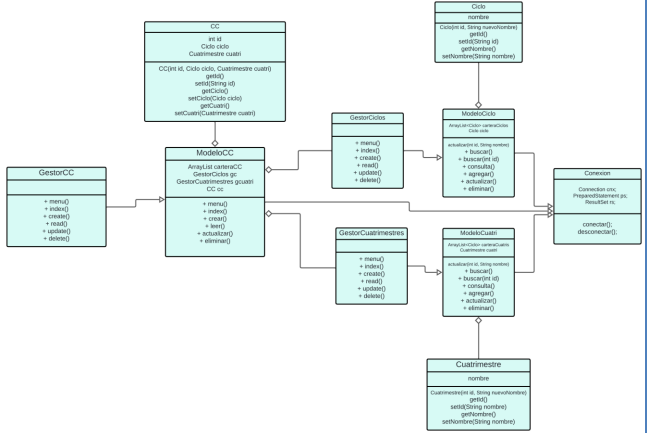 Ciclo
nombre
Ciclo(int id, String nuevoNombre)
getId()
setId(String id)
getNombre()
setNombre(String nombre)
CC
int id
Ciclo ciclo
Cuatrimestre cuatri
CC(int id, Ciclo ciclo, Cuatrimestre cuatri)
getId()
setId(String id)
getCiclo()
setCiclo(Ciclo ciclo)
getCuatri()
setCuatri(Cuatrimestre cuatri)
GestorCC
+ menu()
+ index()
+ create()
+ read()
+ update()
+ delete()
ModeloCC
ArrayList carteraCC
GestorCiclos gc
GestorCuatrimestres gcuatri
CC cc
+ menu()
+ index()
+ crear()
+ leer()
+ actualizar()
+ eliminar()
GestorCiclos
+ menu()
+ index()
+ create()
+ read()
+ update()
+ delete()
ModeloCiclo
ArrayList<Ciclo> carteraCiclos
Ciclo ciclo
actualizar(int id, String nombre)
+ buscar()
+ buscar(int id)
+ consulta()
+ agregar()
+ actualizar()
+ eliminar()
Conexion
Connection cnx;
PreparedStatement ps;
ResultSet rs;
conectar();
desconectar();
GestorCuatrimestres
+ menu()
+ index()
+ create()
+ read()
+ update()
+ delete()
ModeloCuatri
ArrayList<Ciclo> carteraCuatris
Cuatrimestre cuatri
actualizar(int id, String nombre)
+ buscar()
+ buscar(int id)
+ consulta()
+ agregar()
+ actualizar()
+ eliminar()
Cuatrimestre
nombre
Cuatrimestre(int id, String nuevoNombre)
getId()
setId(String nombre)
getNombre()
setNombre(String nombre)